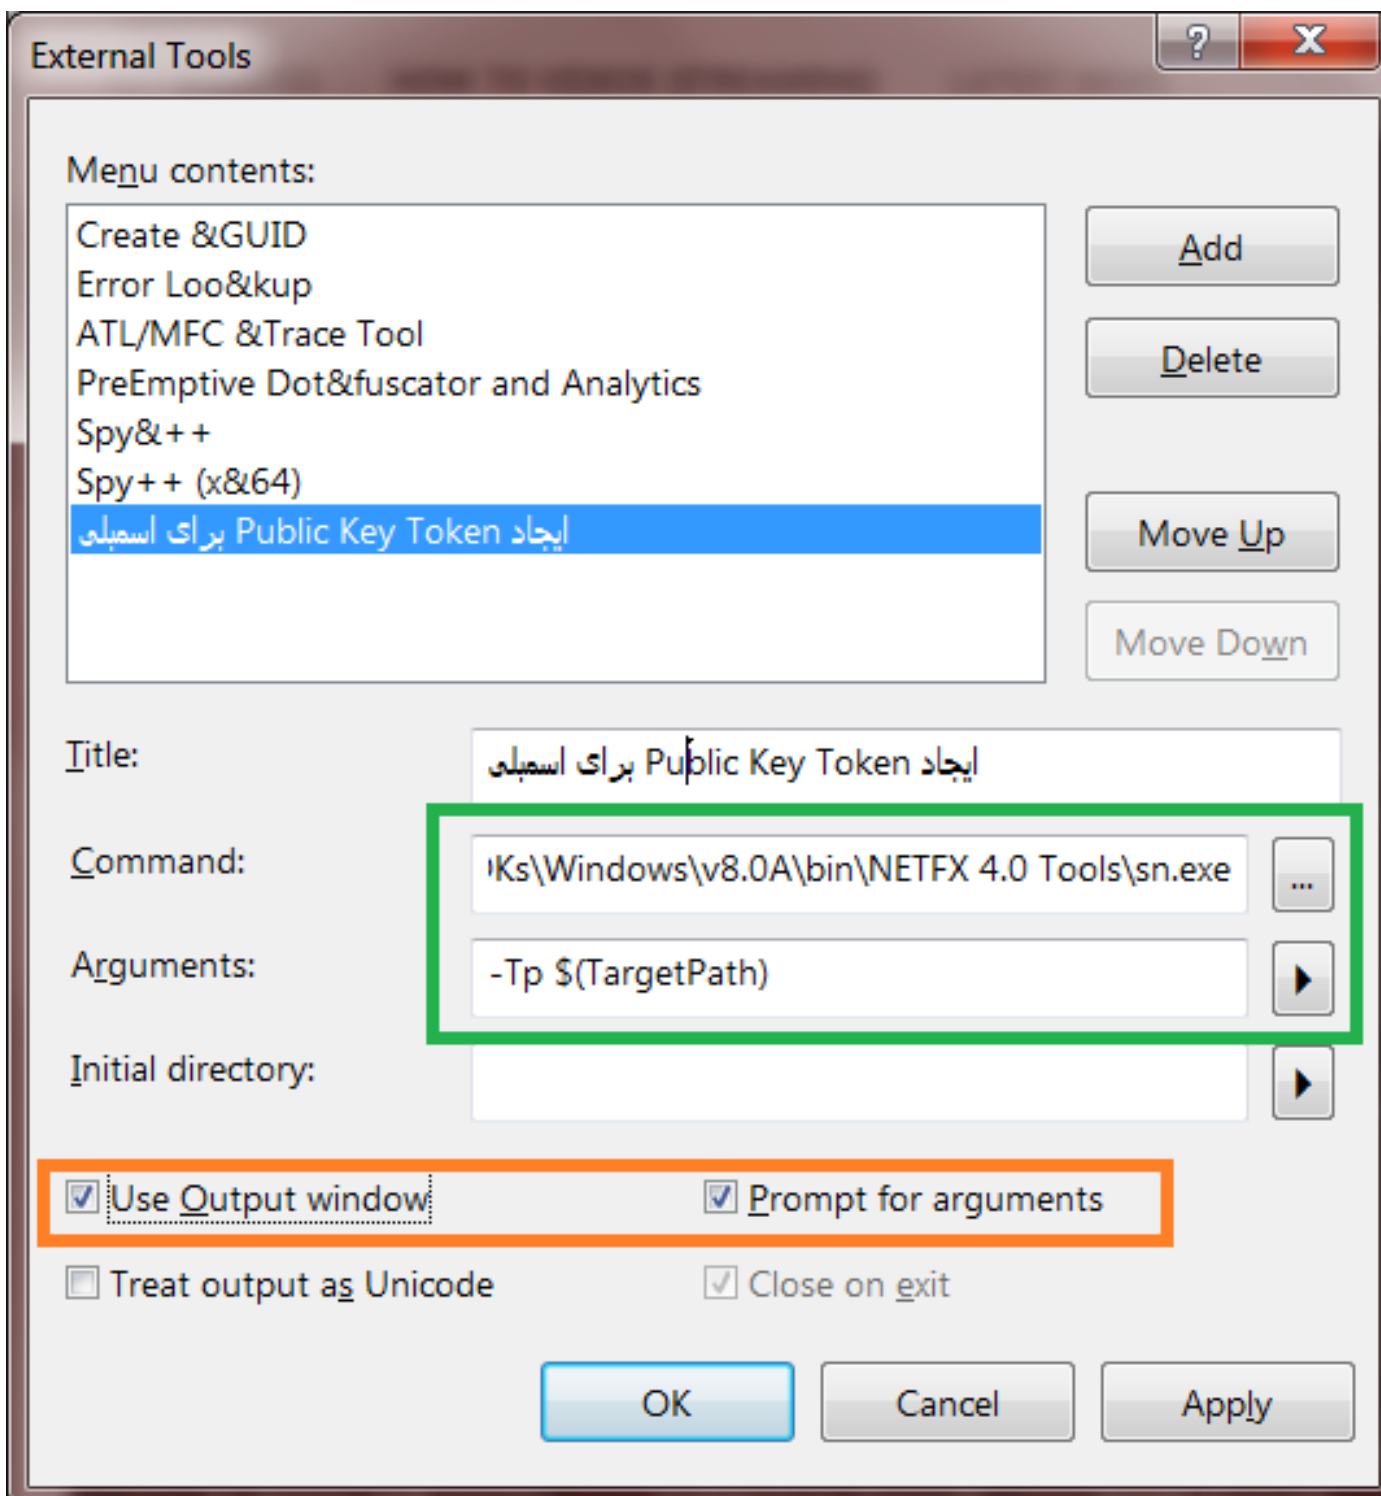 External Tools
?
X
Menu contents:
Create &GUID
Error Loo&kup
ATL/MFC &Trace Tool
PreEmptive Dot&fuscator and Analytics
Spy&++
Spy++ (x&64)
ایجاد Public Key Token برای اسمبلی
Add
Delete
Move Up
Move Down
Title:
ایجاد Public Key Token برای اسمبلی
Command:
Ks\Windows\v8.0A\bin\NETFX 4.0 Tools\sn.exe
...
Arguments:
-Tp $(TargetPath)
Initial directory:
Use Output window
Prompt for arguments
Treat output as Unicode
Close on exit
OK
Cancel
Apply